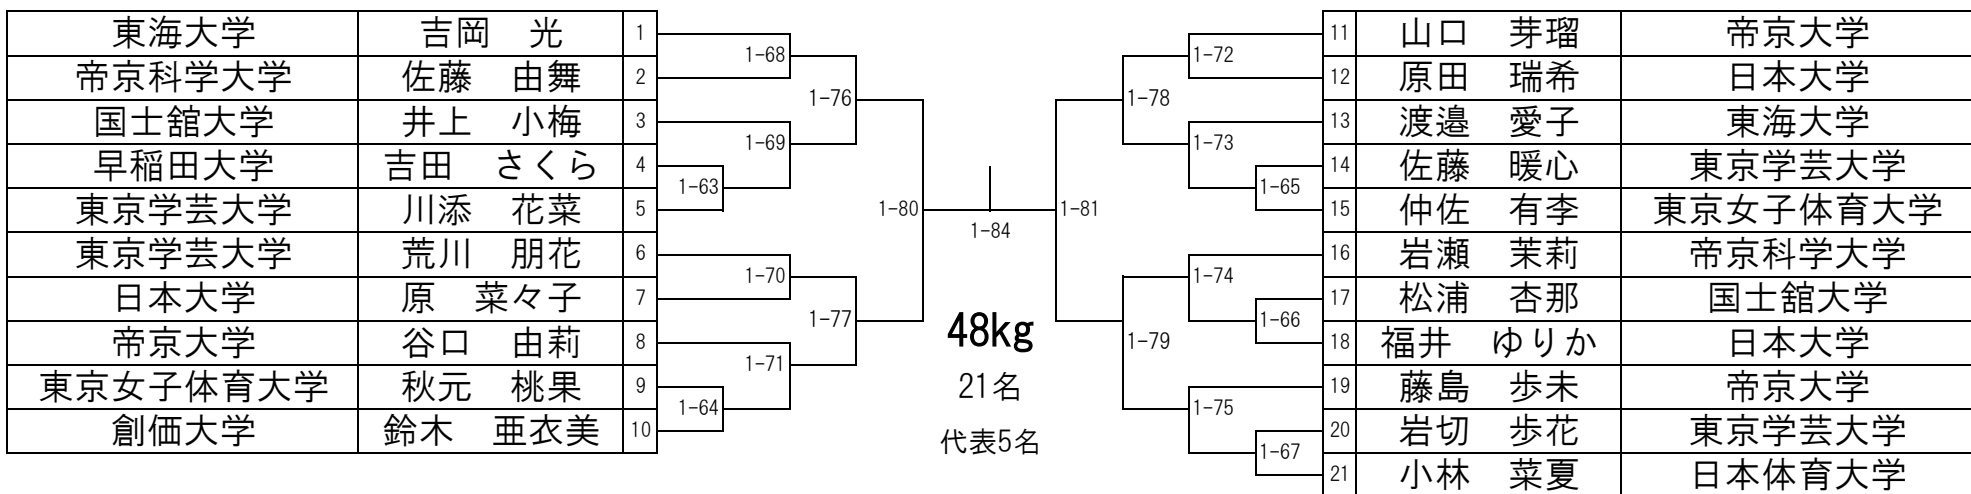 東海大学 吉岡 光 1
帝京科学大学 佐藤 由舞 2
国士舘大学 井上 小梅 3
早稲田大学 吉田 さくら 4
東京学芸大学 川添 花菜 5
東京学芸大学 荒川 朋花 6
日本大学 原 菜々子 7
帝京大学 谷口 由莉 8
東京女子体育大学 秋元 桃果 9
創価大学 鈴木 亜衣美 10
1-68
1-76
1-69
1-63
1-80
1-70
1-77
1-71
1-64
1-84
48kg
21名
代表5名
1-72
1-78
1-73
1-65
1-81
1-74
1-66
1-79
1-75
1-67
11 山口 芽瑠 帝京大学
12 原田 瑞希 日本大学
13 渡邉 愛子 東海大学
14 佐藤 暖心 東京学芸大学
15 仲佐 有李 東京女子体育大学
16 岩瀬 茉莉 帝京科学大学
17 松浦 杏那 国士舘大学
18 福井 ゆりか 日本大学
19 藤島 歩未 帝京大学
20 岩切 歩花 東京学芸大学
21 小林 菜夏 日本体育大学